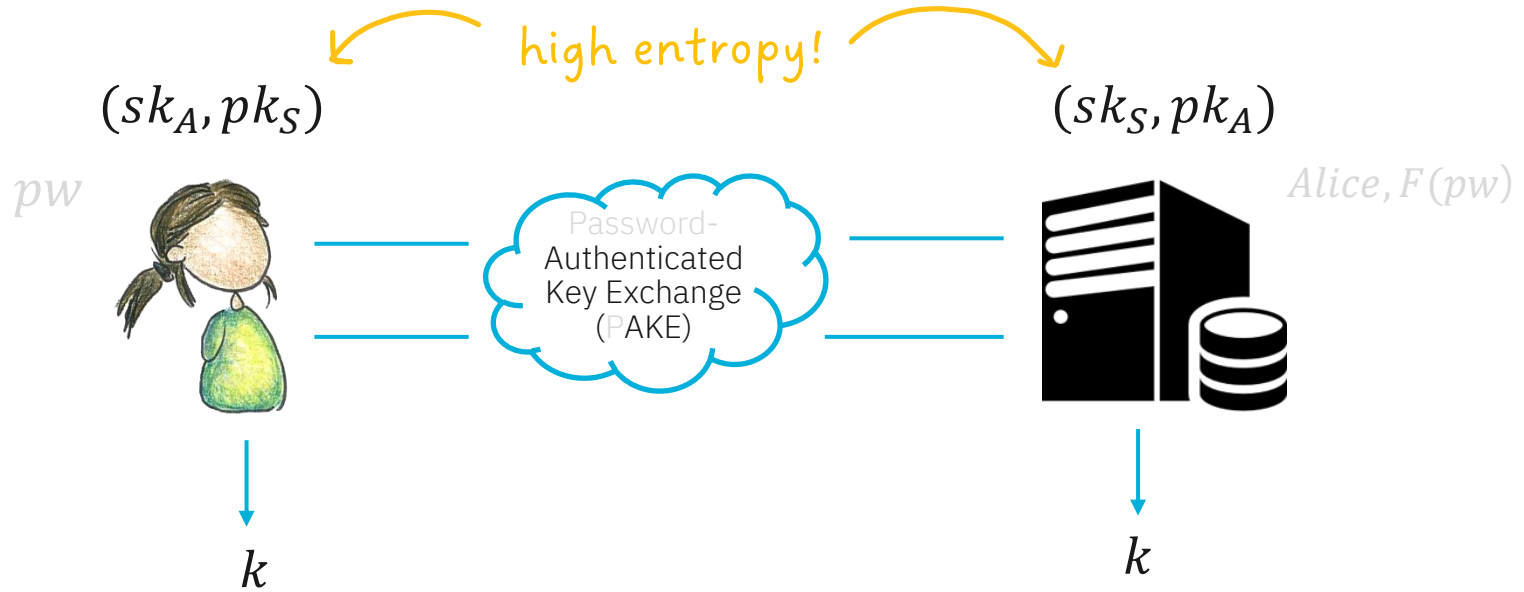 high entropy!
(sk_A, pk_S)
(sk_S, pk_A)
pw
Alice, F(pw)
Password-
Authenticated
Key Exchange
(PAKE)
k
k